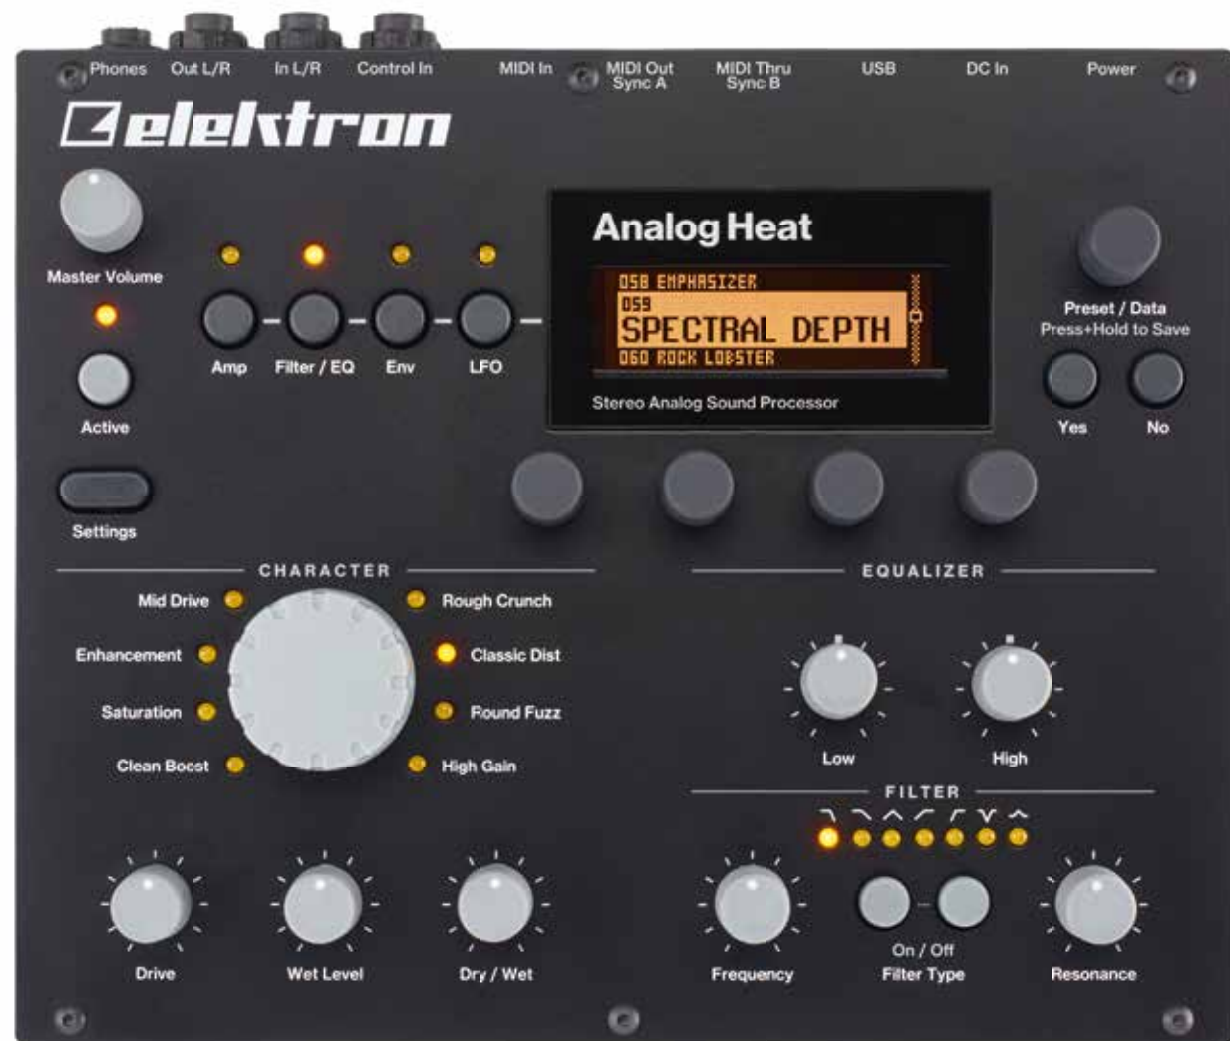 Phones Out L/R In L/R Control In MIDI In MIDI Out MIDI Thru USB DC In Power
Sync A Sync B
elektron
Analog Heat
058 EMPHASIZER
059
SPECTRAL DEPTH
060 ROCK LOBSTER
Stereo Analog Sound Processor
Master Volume
Preset / Data
Press+Hold to Save
Amp Filter / EQ Env LFO
Active
Yes No
Settings
CHARACTER
EQUALIZER
Mid Drive Rough Crunch
Enhancement Classic Dist
Saturation Round Fuzz
Clean Boost High Gain
Low High
FILTER
On / Off
Drive Wet Level Dry / Wet Frequency Filter Type Resonance